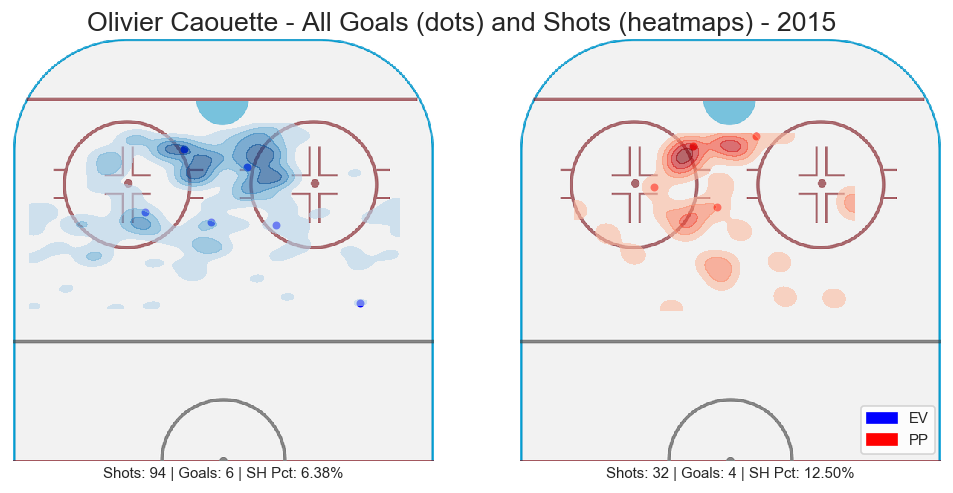 Olivier Caouette - All Goals (dots) and Shots (heatmaps) - 2015
EV
PP
Shots: 94 | Goals: 6 | SH Pct: 6.38%
Shots: 32 | Goals: 4 | SH Pct: 12.50%